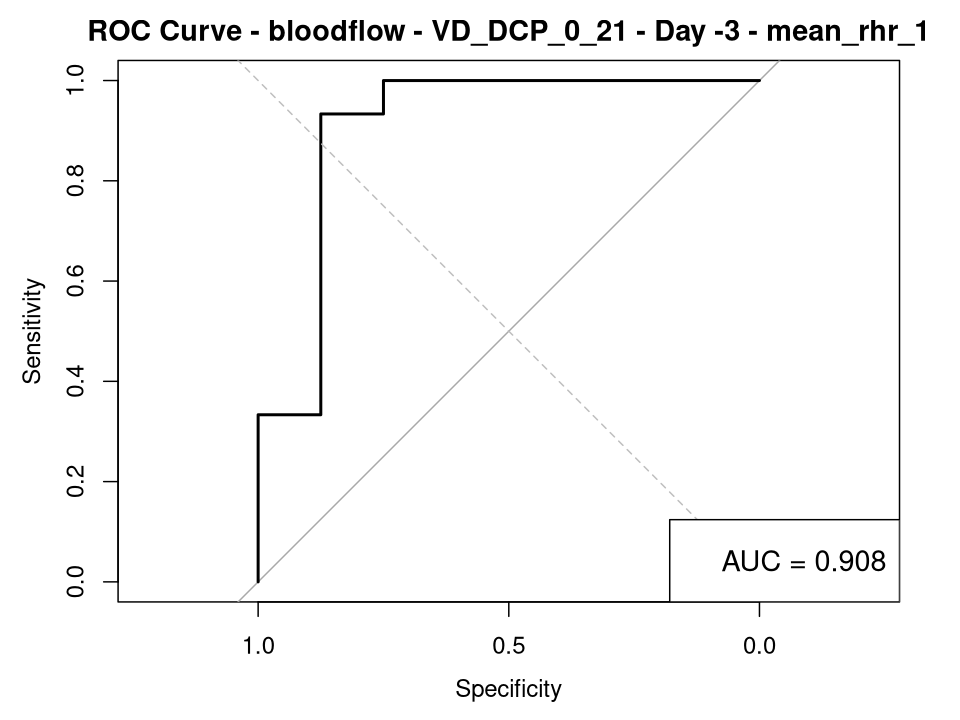 ROC Curve - bloodflow - VD_DCP_0_21 - Day -3 - mean_rhr_1
1.0
0.8
0.6
0.4
0.2
0.0
Sensitivity
AUC = 0.908
1.0 0.5 0.0
Specificity